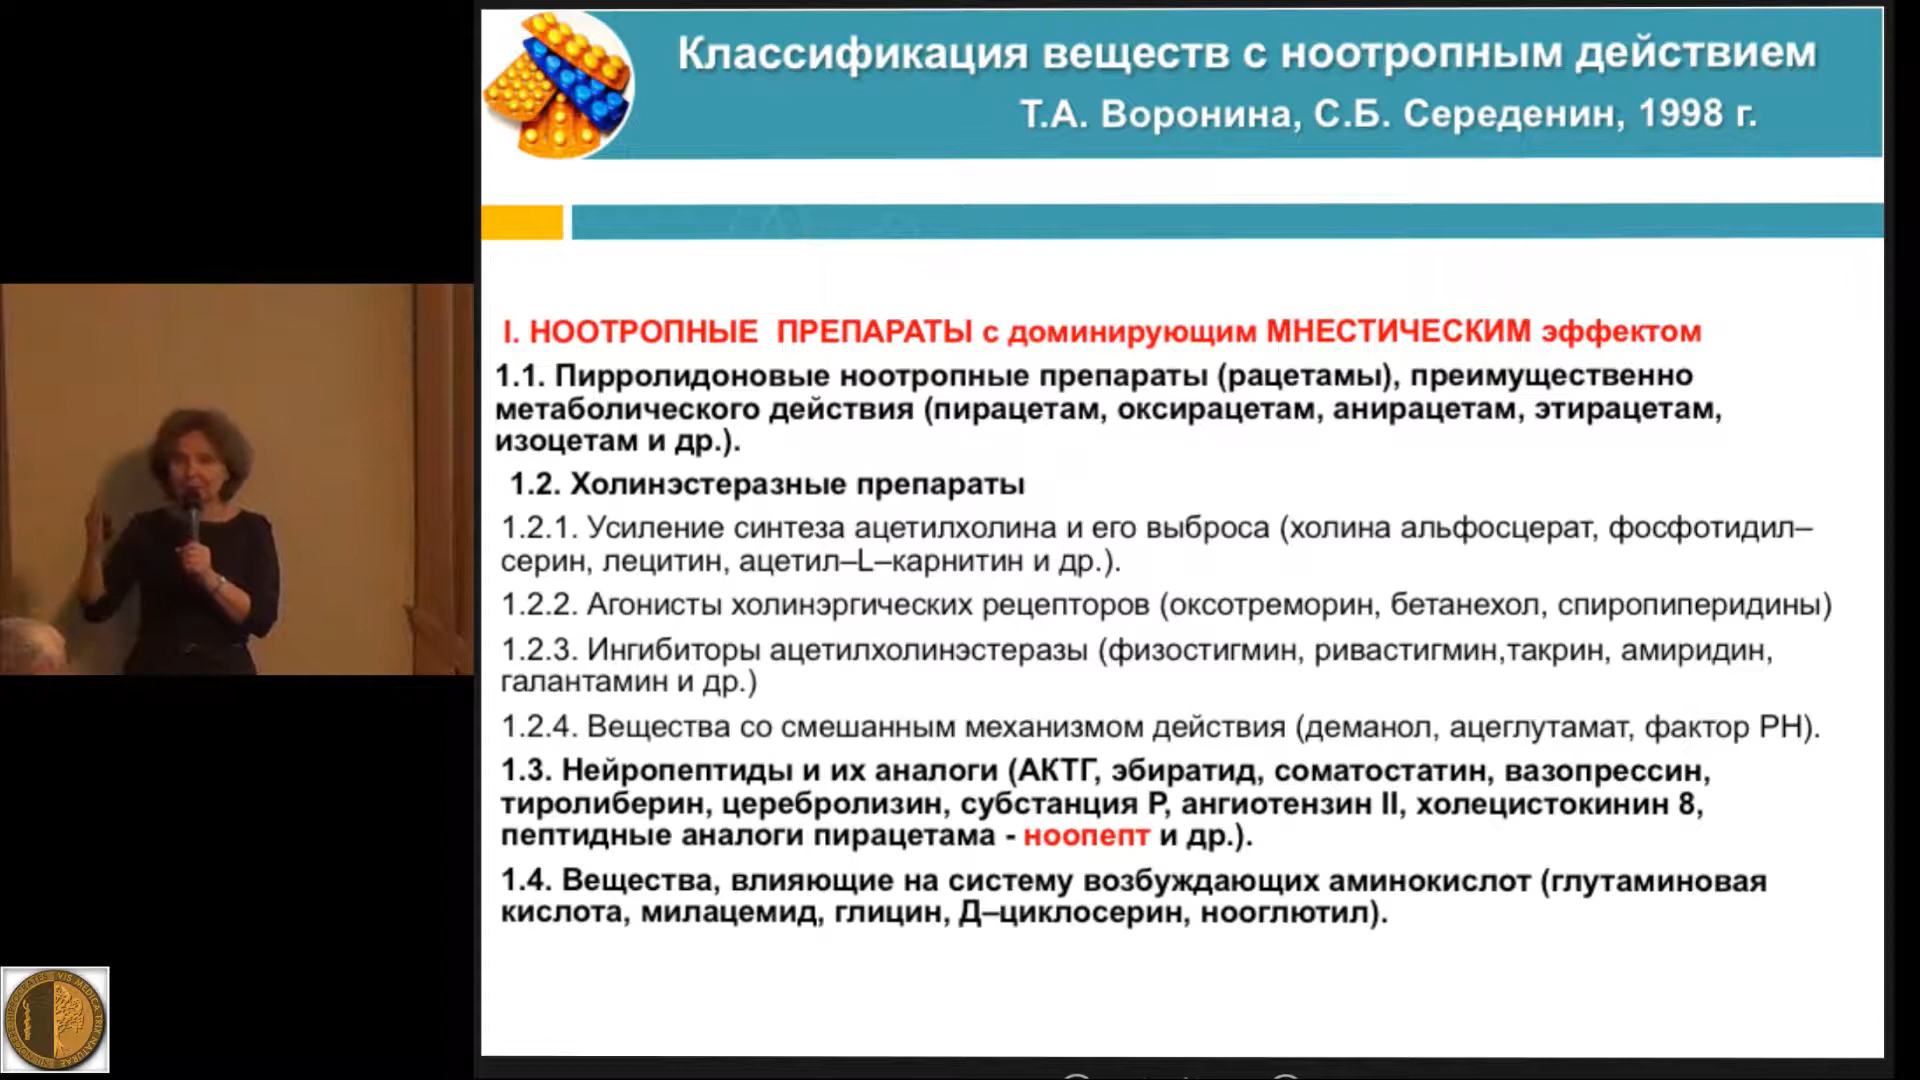 Классификация веществ с ноотропным действием
Т.А. Воронина, С.Б. Середенин, 1998 г.
I. НООТРОПНЫЕ ПРЕПАРАТЫ с доминирующим МНЕСТИЧЕСКИМ эффектом
1.1. Пирролидоновые ноотропные препараты (рацетамы), преимущественно
метаболического действия (пирацетам, оксирацетам, анирацетам, этирацетам,
изоцетам и др.).
1.2. Холинэстеразные препараты
1.2.1. Усиление синтеза ацетилхолина и его выброса (холина альфосцерат, фосфотидил–
серин, лецитин, ацетил–L–карнитин и др.).
1.2.2. Агонисты холинэргических рецепторов (оксотреморин, бетанехол, спиропиперидины)
1.2.3. Ингибиторы ацетилхолинэстеразы (физостигмин, ривастигмин,такрин, амиридин,
галантамин и др.)
1.2.4. Вещества со смешанным механизмом действия (деманол, ацеглутамат, фактор РН).
1.3. Нейропептиды и их аналоги (АКТГ, эбиратид, соматостатин, вазопрессин,
тиролиберин, церебролизин, субстанция Р, ангиотензин II, холецистокинин 8,
пептидные аналоги пирацетама - ноопепт и др.).
1.4. Вещества, влияющие на систему возбуждающих аминокислот (глутаминовая
кислота, милацемид, глицин, Д–циклосерин, нооглютил).